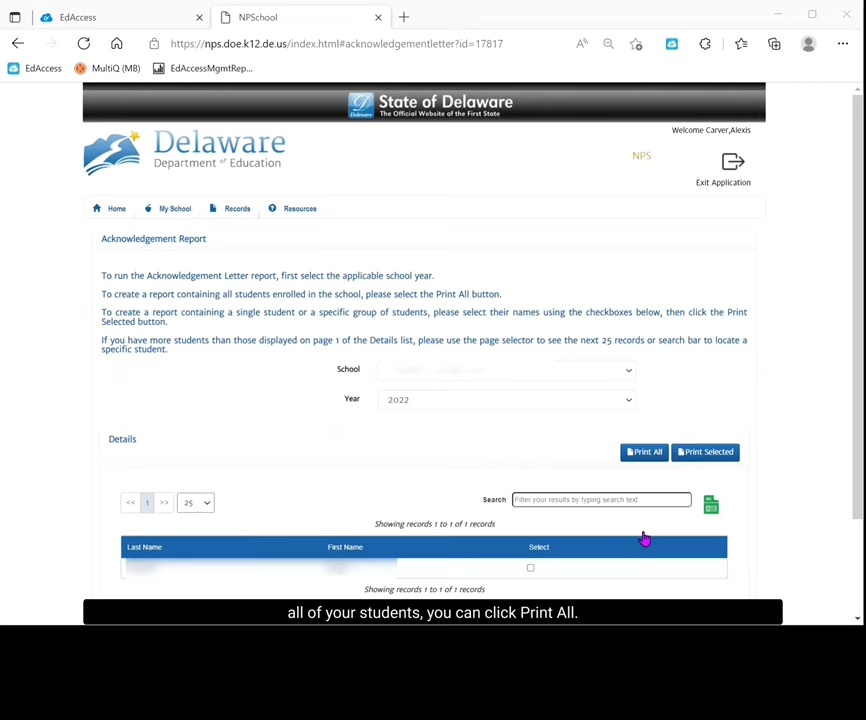 EdAccess
NPSchool
https://nps.doe.k12.de.us/index.html#acknowledgementletter?id=17817
EdAccess
MultiQ (MB)
EdAccessMgmtRep...
State of Delaware
The Official Website of the First State
Welcome Carver,Alexis
Delaware
Department of Education
NPS
Exit Application
Home
My School
Records
Resources
Acknowledgement Report
To run the Acknowledgement Letter report, first select the applicable school year.
To create a report containing all students enrolled in the school, please select the Print All button.
To create a report containing a single student or a specific group of students, please select their names using the checkboxes below, then click the Print
Selected button.
If you have more students than those displayed on page 1 of the Details list, please use the page selector to see the next 25 records or search bar to locate a
specific student.
School
Year
2022
Details
Print All
Print Selected
<< 1 >> 25
Search
Filter your results by typing search text
Showing records 1 to 1 of 1 records
Last Name First Name Select
Showing records 1 to 1 of 1 records
all of your students, you can click Print All.